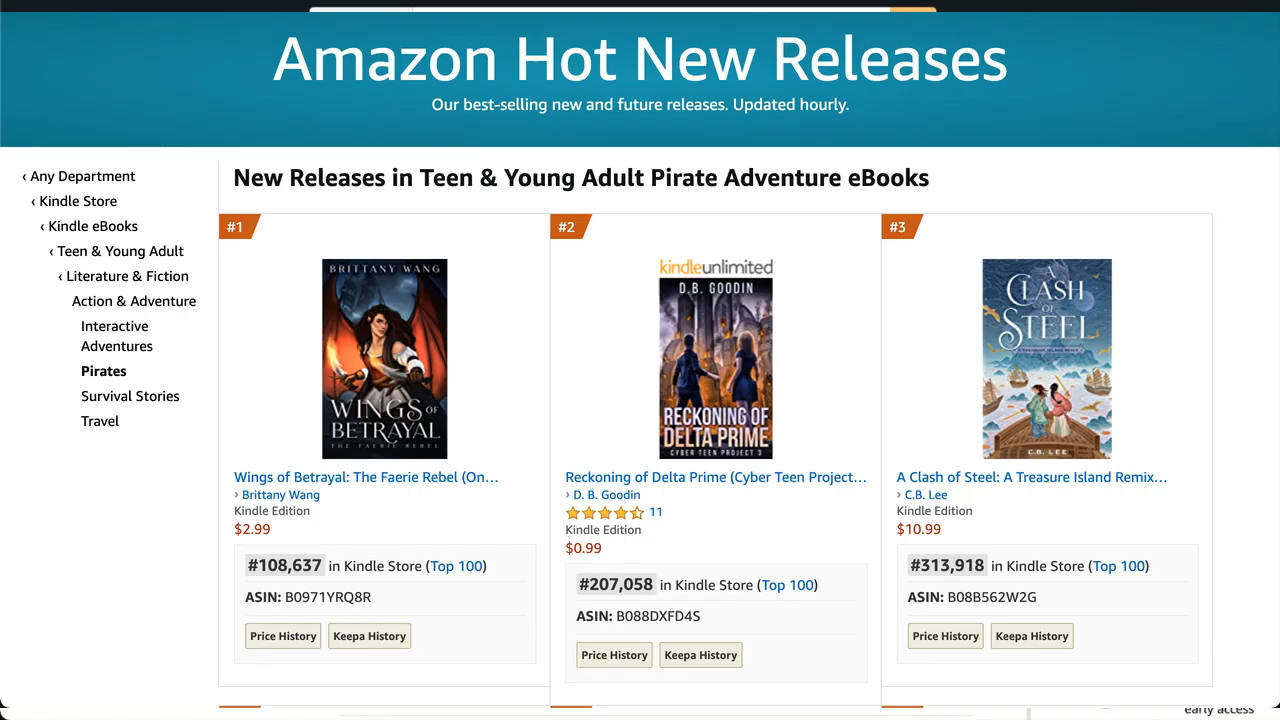 Amazon Hot New Releases
Our best-selling new and future releases. Updated hourly.
‹ Any Department
‹ Kindle Store
‹ Kindle eBooks
‹ Teen & Young Adult
‹ Literature & Fiction
Action & Adventure
Interactive
Adventures
Pirates
Survival Stories
Travel
New Releases in Teen & Young Adult Pirate Adventure eBooks
#1
BRITTANY WANG
WINGS OF
BETRAYAL
THE FAERIE REBEL
Wings of Betrayal: The Faerie Rebel (On…
› Brittany Wang
Kindle Edition
$2.99
#108,637 in Kindle Store (Top 100)
ASIN: B0971YRQ8R
Price History Keepa History
#2
kindleunlimited
D.B. GOODIN
RECKONING OF
DELTA PRIME
CYBER TEEN PROJECT 3
Reckoning of Delta Prime (Cyber Teen Project…
› D. B. Goodin
11
Kindle Edition
$0.99
#207,058 in Kindle Store (Top 100)
ASIN: B088DXFD4S
Price History Keepa History
#3
A
CLASH
OF
STEEL
A TREASURE ISLAND REMIX
C.B. LEE
A Clash of Steel: A Treasure Island Remix…
› C.B. Lee
Kindle Edition
$10.99
#313,918 in Kindle Store (Top 100)
ASIN: B08B562W2G
Price History Keepa History
early access